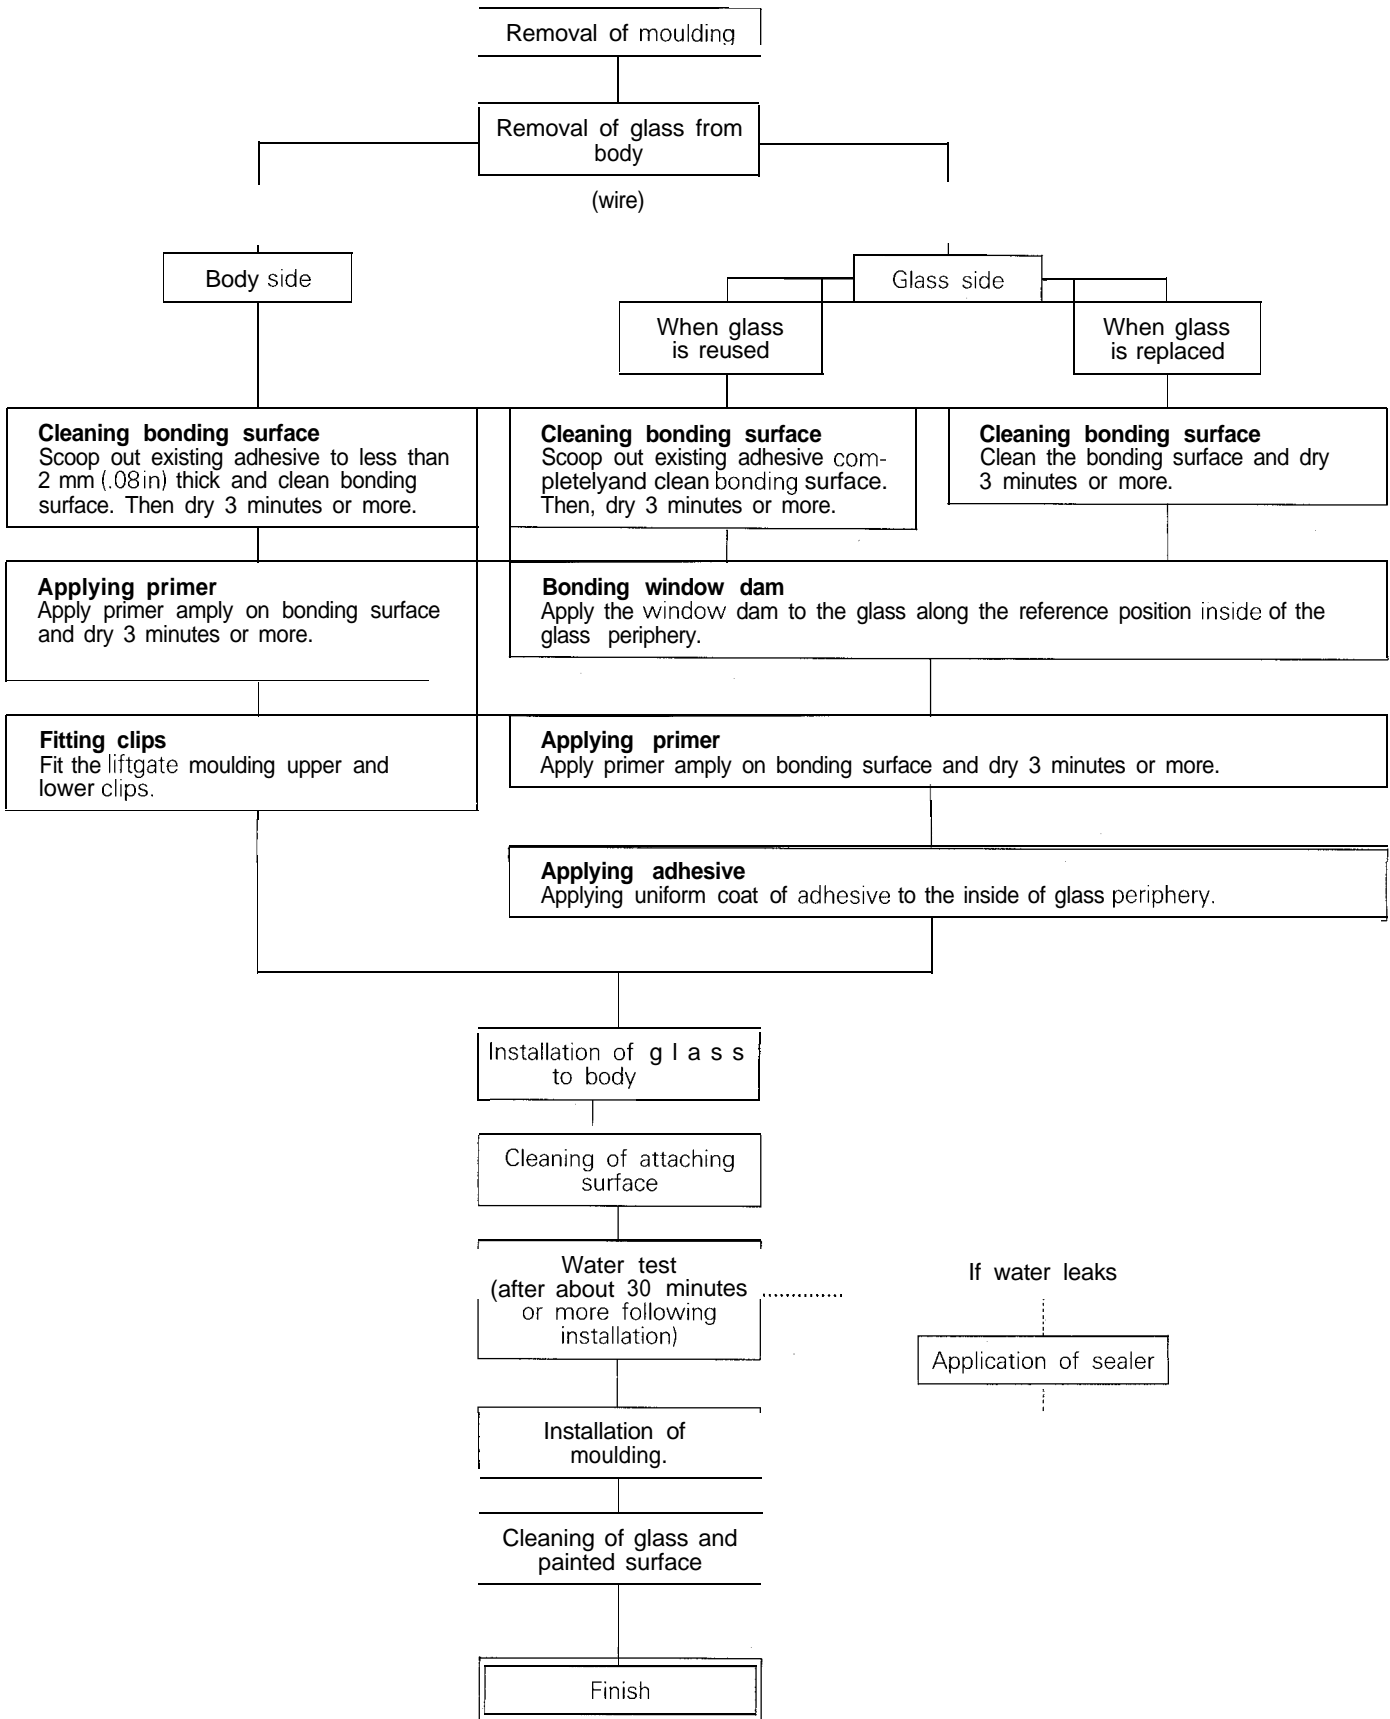 Removal of moulding
Removal of glass from
body
(wire)
Body side
Glass side
When glass
is reused
When glass
is replaced
Cleaning bonding surface
Scoop out existing adhesive to less than
2 mm (.08in) thick and clean bonding
surface. Then dry 3 minutes or more.
Cleaning bonding surface
Scoop out existing adhesive com-
pletelyand clean bonding surface.
Then, dry 3 minutes or more.
Cleaning bonding surface
Clean the bonding surface and dry
3 minutes or more.
Applying primer
Apply primer amply on bonding surface
and dry 3 minutes or more.
Bonding window dam
Apply the window dam to the glass along the reference position inside of the
glass periphery.
Fitting clips
Fit the liftgate moulding upper and
lower clips.
Applying primer
Apply primer amply on bonding surface and dry 3 minutes or more.
Applying adhesive
Applying uniform coat of adhesive to the inside of glass periphery.
Installation of glass
to body
Cleaning of attaching
surface
Water test
(after about 30 minutes
or more following
installation)
If water leaks
Application of sealer
Installation of
moulding.
Cleaning of glass and
painted surface
Finish